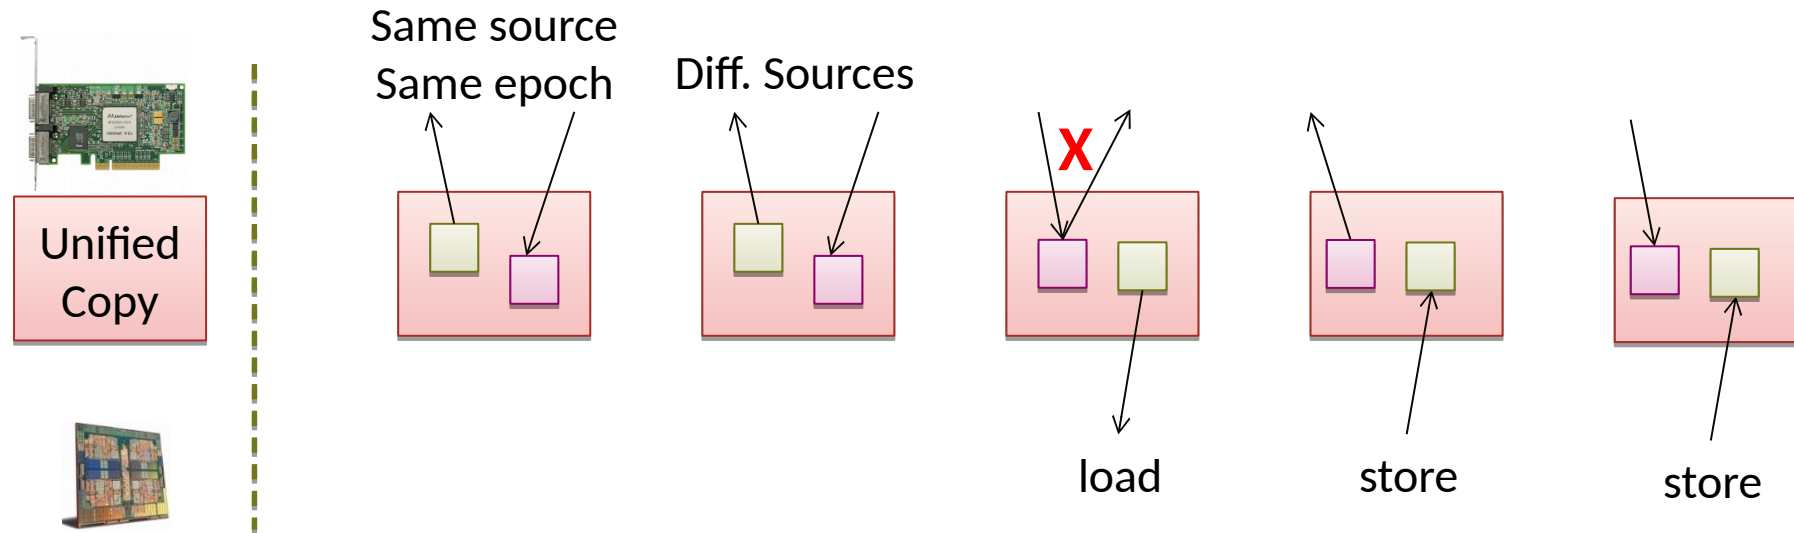 Same source
Same epoch
Diff. Sources
X
Unified
Copy
load
store
store